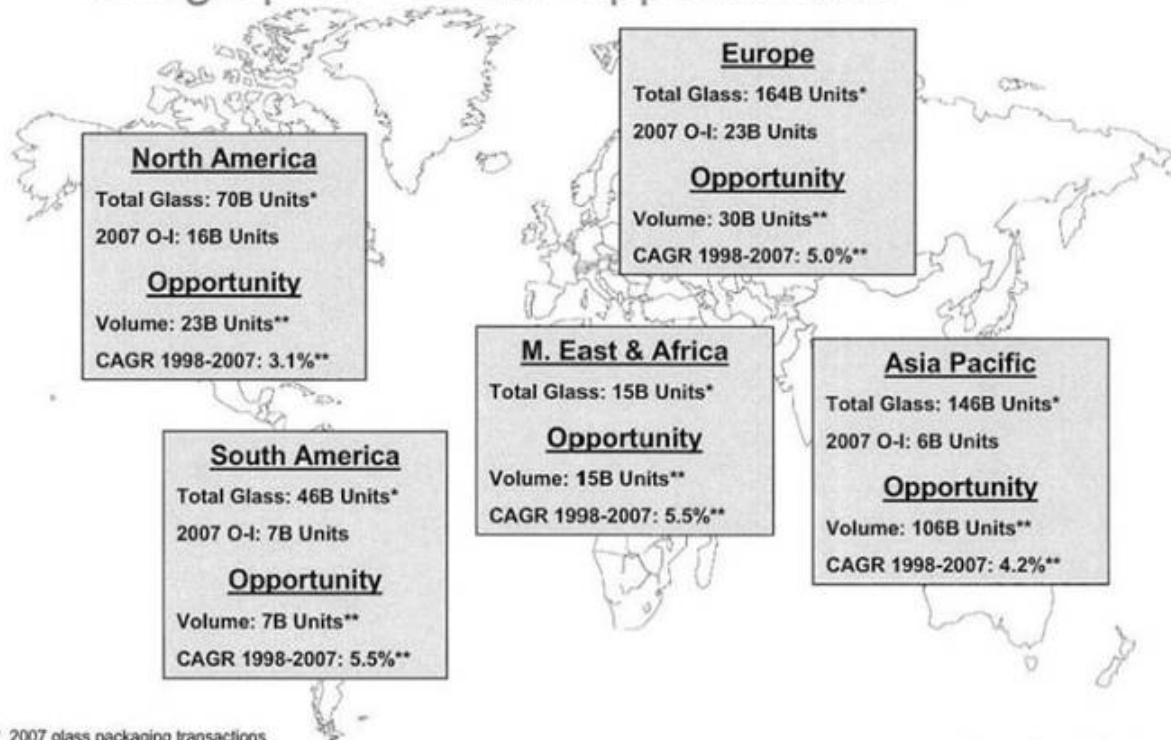 North America
Total Glass: 70B Units*
2007 O-I: 16B Units
Opportunity
Volume: 23B Units**
CAGR 1998-2007: 3.1%**
Europe
Total Glass: 164B Units*
2007 O-I: 23B Units
Opportunity
Volume: 30B Units**
CAGR 1998-2007: 5.0%**
South America
Total Glass: 46B Units*
2007 O-I: 7B Units
Opportunity
Volume: 7B Units**
CAGR 1998-2007: 5.5%**
M. East & Africa
Total Glass: 15B Units*
Opportunity
Volume: 15B Units**
CAGR 1998-2007: 5.5%**
Asia Pacific
Total Glass: 146B Units*
2007 O-I: 6B Units
Opportunity
Volume: 106B Units**
CAGR 1998-2007: 4.2%**
2007 glass packaging transactions